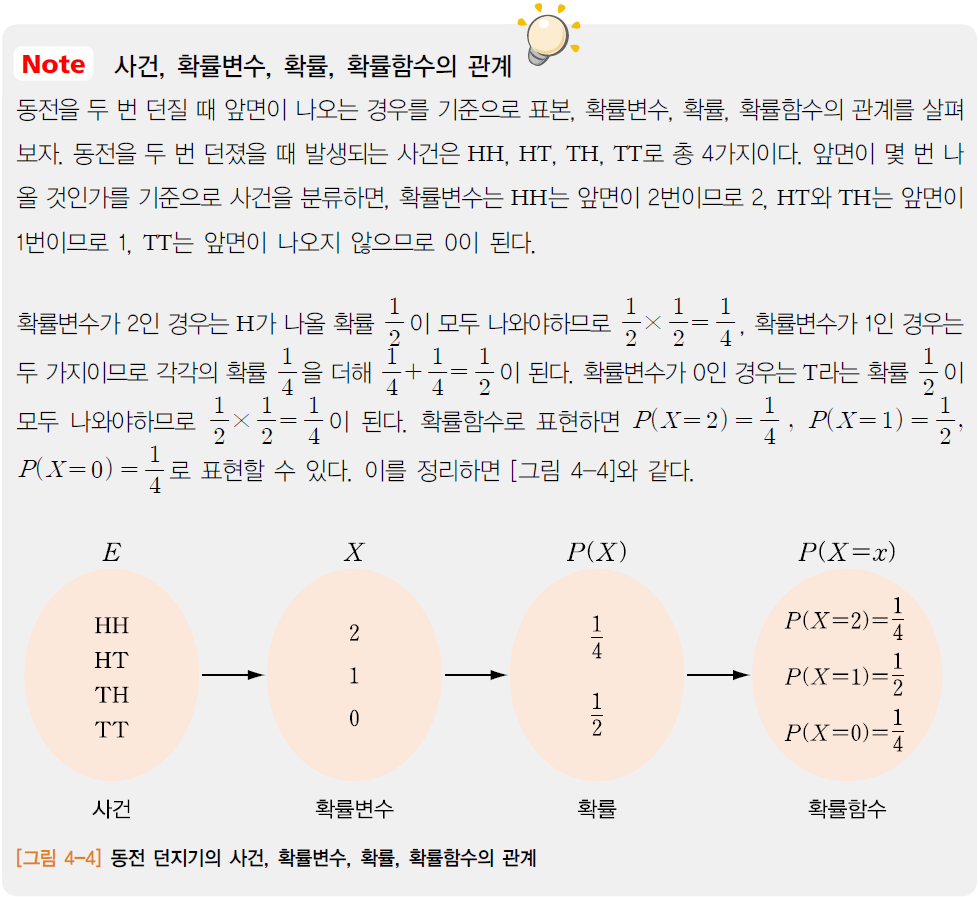 Note 사건, 확률변수, 확률, 확률함수의 관계
동전을 두 번 던질 때 앞면이 나오는 경우를 기준으로 표본, 확률변수, 확률, 확률함수의 관계를 살펴
보자. 동전을 두 번 던졌을 때 발생되는 사건은 HH, HT, TH, TT로 총 4가지이다. 앞면이 몇 번 나
올 것인가를 기준으로 사건을 분류하면, 확률변수는 HH는 앞면이 2번이므로 2, HT와 TH는 앞면이
1번이므로 1, TT는 앞면이 나오지 않으므로 0이 된다.
확률변수가 2인 경우는 H가 나올 확률 1/2이 모두 나와야하므로 1/2×1/2=1/4, 확률변수가 1인 경우는
두 가지이므로 각각의 확률 1/4을 더해 1/4+1/4=1/2이 된다. 확률변수가 0인 경우는 T라는 확률 1/2이
모두 나와야하므로 1/2×1/2=1/4이 된다. 확률함수로 표현하면 P(X=2)=1/4, P(X=1)=1/2,
P(X=0)=1/4로 표현할 수 있다. 이를 정리하면 [그림 4-4]와 같다.
E
HH
HT
TH
TT
사건
X
2
1
0
확률변수
P(X)
1/4
1/2
확률
P(X=x)
P(X=2)=1/4
P(X=1)=1/2
P(X=0)=1/4
확률함수
[그림 4-4] 동전 던지기의 사건, 확률변수, 확률, 확률함수의 관계